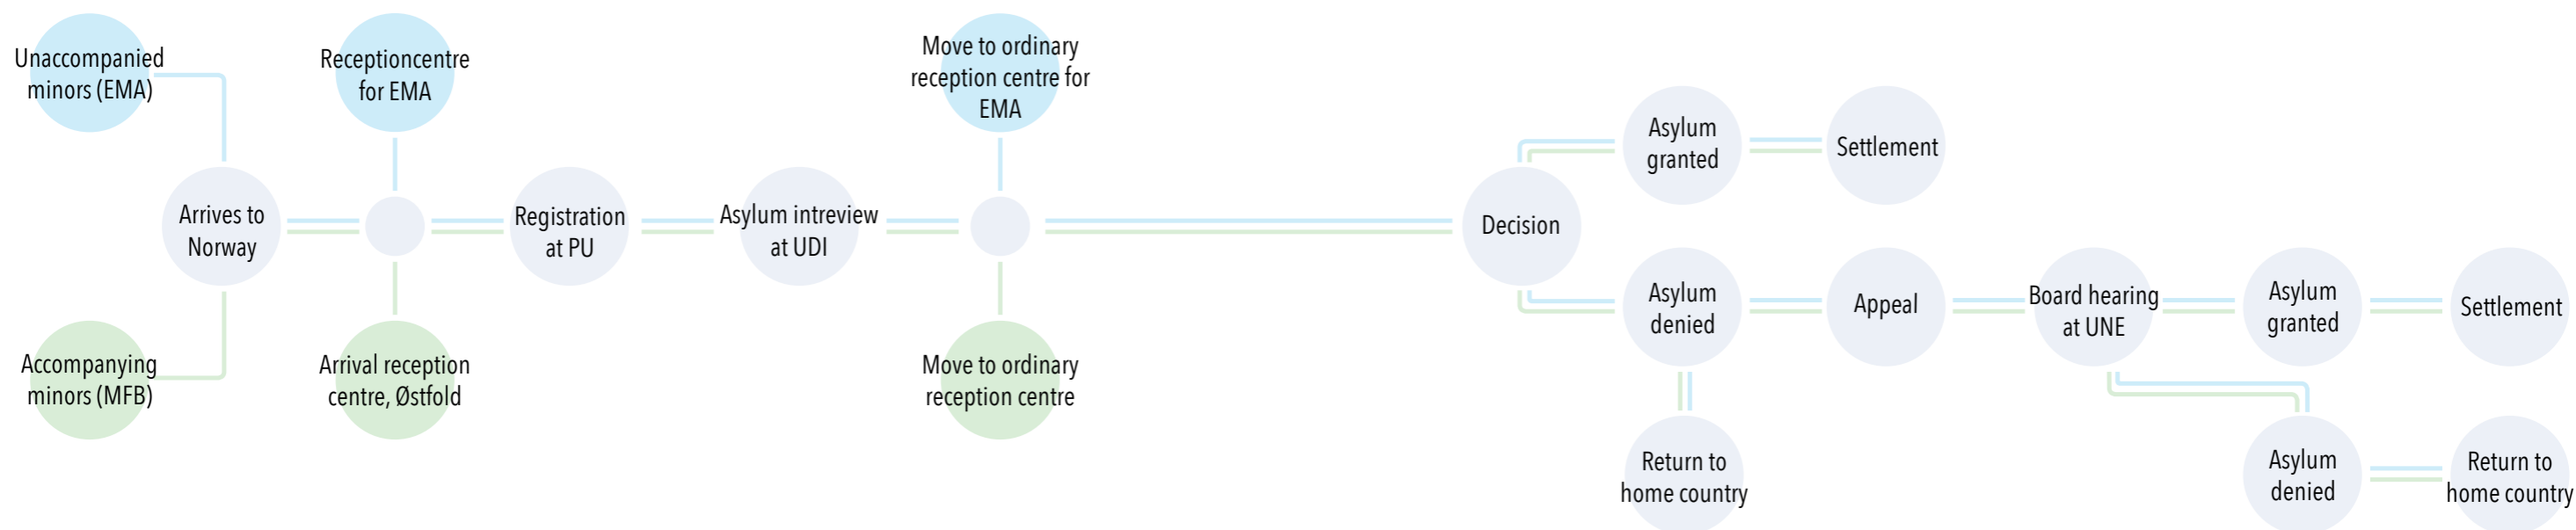 Unaccompanied
minors (EMA)
Receptioncentre
for EMA
Move to ordinary
reception centre for
EMA
Arrives to
Norway
Registration
at PU
Asylum intreview
at UDI
Accompanying
minors (MFB)
Arrival reception
centre, Østfold
Move to ordinary
reception centre
Decision
Asylum
granted
Settlement
Asylum
denied
Appeal
Board hearing
at UNE
Asylum
granted
Settlement
Return to
home country
Asylum
denied
Return to
home country